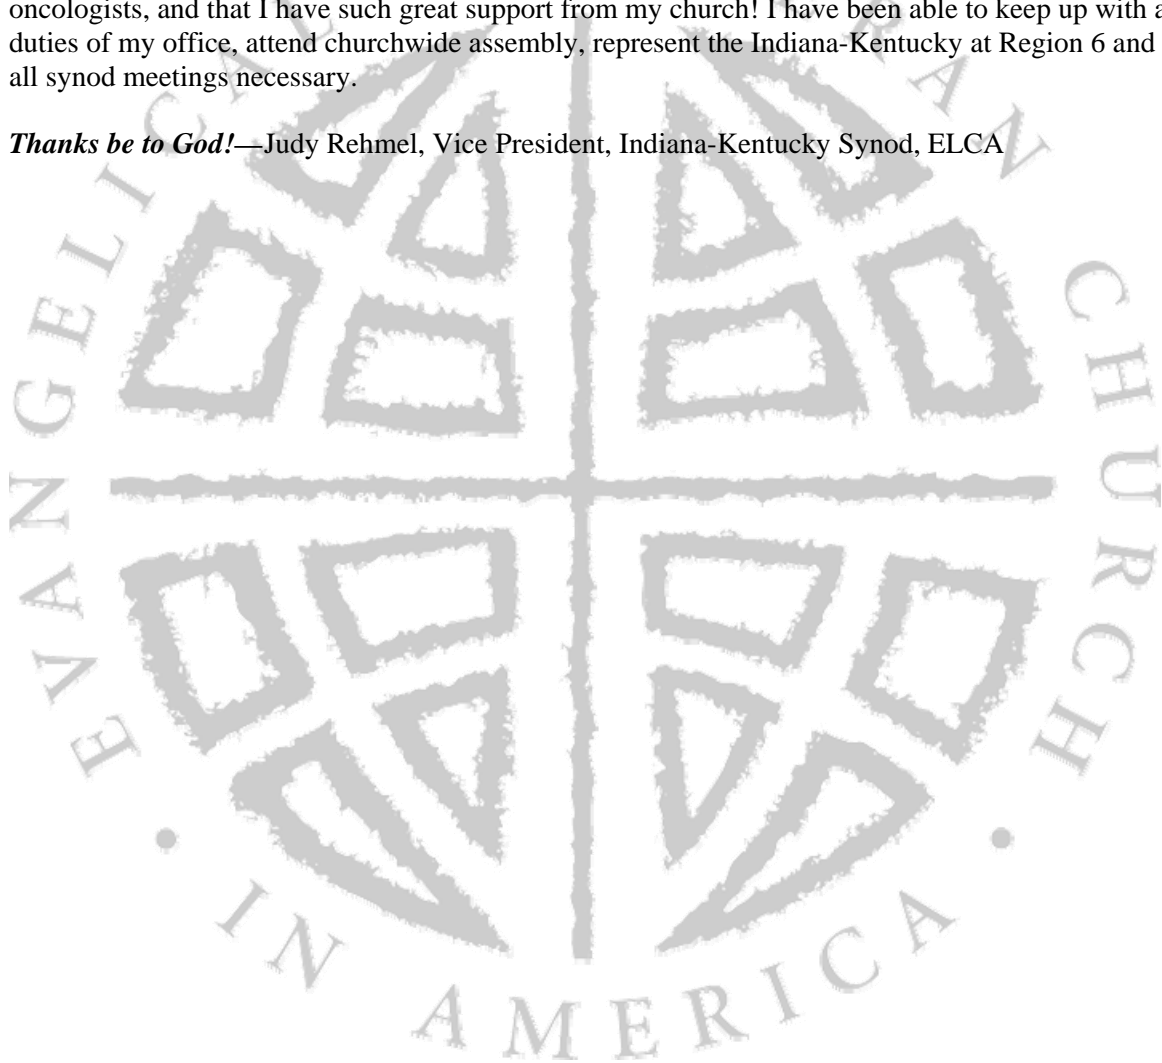 oncologists, and that I have such great support from my church! I have been able to keep up with a
duties of my office, attend churchwide assembly, represent the Indiana-Kentucky at Region 6 and
all synod meetings necessary.
Thanks be to God!—Judy Rehmel, Vice President, Indiana-Kentucky Synod, ELCA
EVANGELICAL L RAN CHURCH • IN AMERICA •